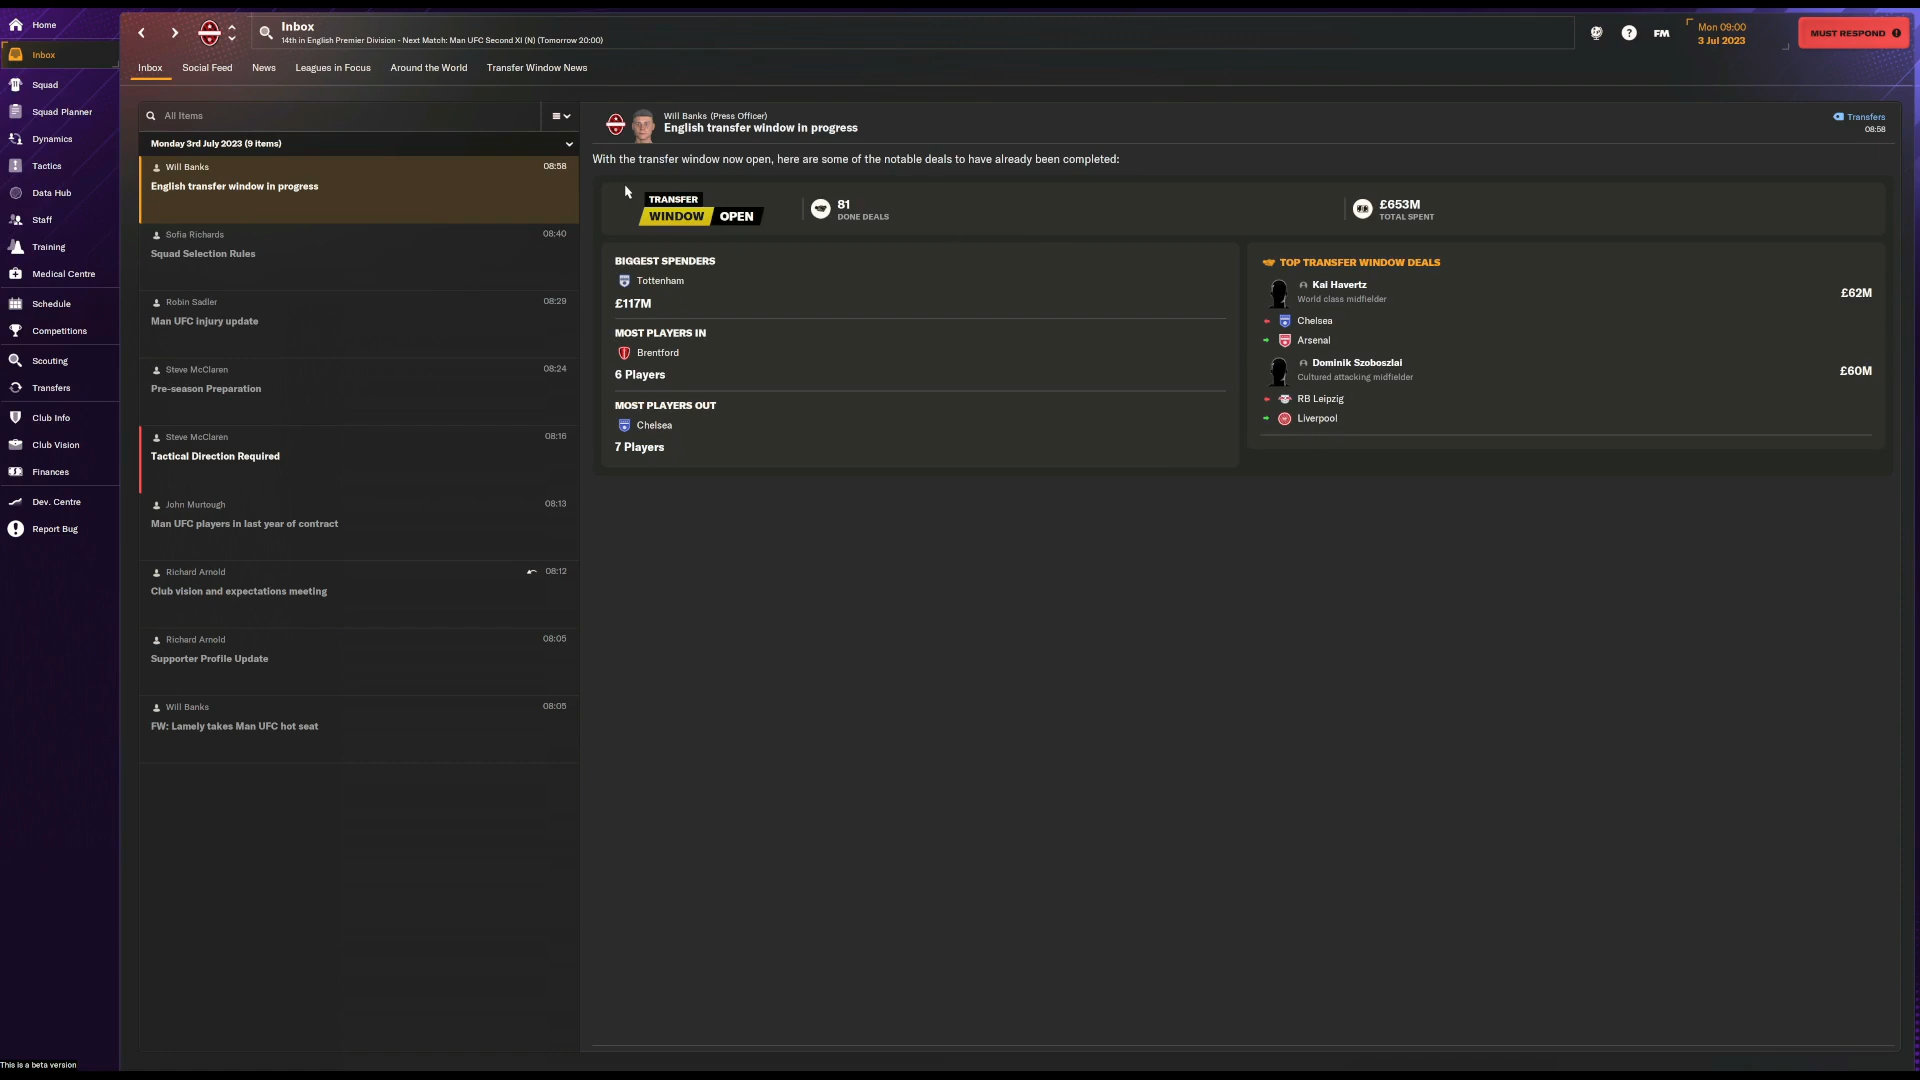 Home
Inbox
Squad
Squad Planner
Dynamics
Tactics
Data Hub
Staff
Training
Medical Centre
Schedule
Competitions
Scouting
Transfers
Club Info
Club Vision
Finances
Dev. Centre
Report Bug
This is a beta version
Inbox
14th in English Premier Division - Next Match: Man UFC Second XI (N) (Tomorrow 20:00)
FM
Mon 09:00
3 Jul 2023
MUST RESPOND
Inbox Social Feed News Leagues in Focus Around the World Transfer Window News
All Items
Monday 3rd July 2023 (9 items)
Will Banks 08:58
English transfer window in progress
Sofia Richards 08:40
Squad Selection Rules
Robin Sadler 08:29
Man UFC injury update
Steve McClaren 08:24
Pre-season Preparation
Steve McClaren 08:16
Tactical Direction Required
John Murtough 08:13
Man UFC players in last year of contract
Richard Arnold 08:12
Club vision and expectations meeting
Richard Arnold 08:05
Supporter Profile Update
Will Banks 08:05
FW: Lamely takes Man UFC hot seat
Will Banks (Press Officer)
English transfer window in progress
Transfers
08:58
With the transfer window now open, here are some of the notable deals to have already been completed:
TRANSFER
WINDOW OPEN
81
DONE DEALS
£653M
TOTAL SPENT
BIGGEST SPENDERS
Tottenham
£117M
MOST PLAYERS IN
Brentford
6 Players
MOST PLAYERS OUT
Chelsea
7 Players
TOP TRANSFER WINDOW DEALS
Kai Havertz
World class midfielder
£62M
Chelsea
Arsenal
Dominik Szoboszlai
Cultured attacking midfielder
£60M
RB Leipzig
Liverpool